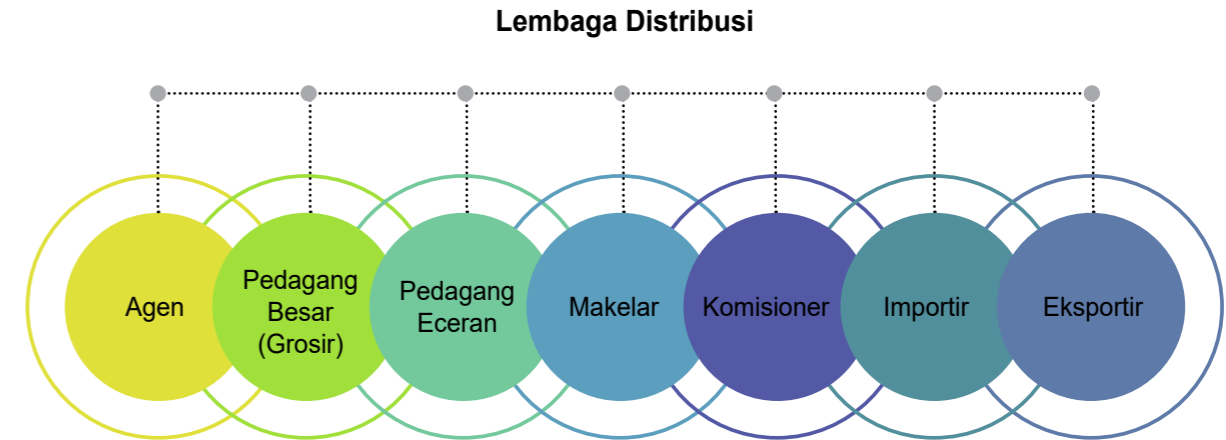 Lembaga Distribusi
Agen
Pedagang
Besar
(Grosir)
Pedagang
Eceran
Makelar
Komisioner
Importir
Eksportir